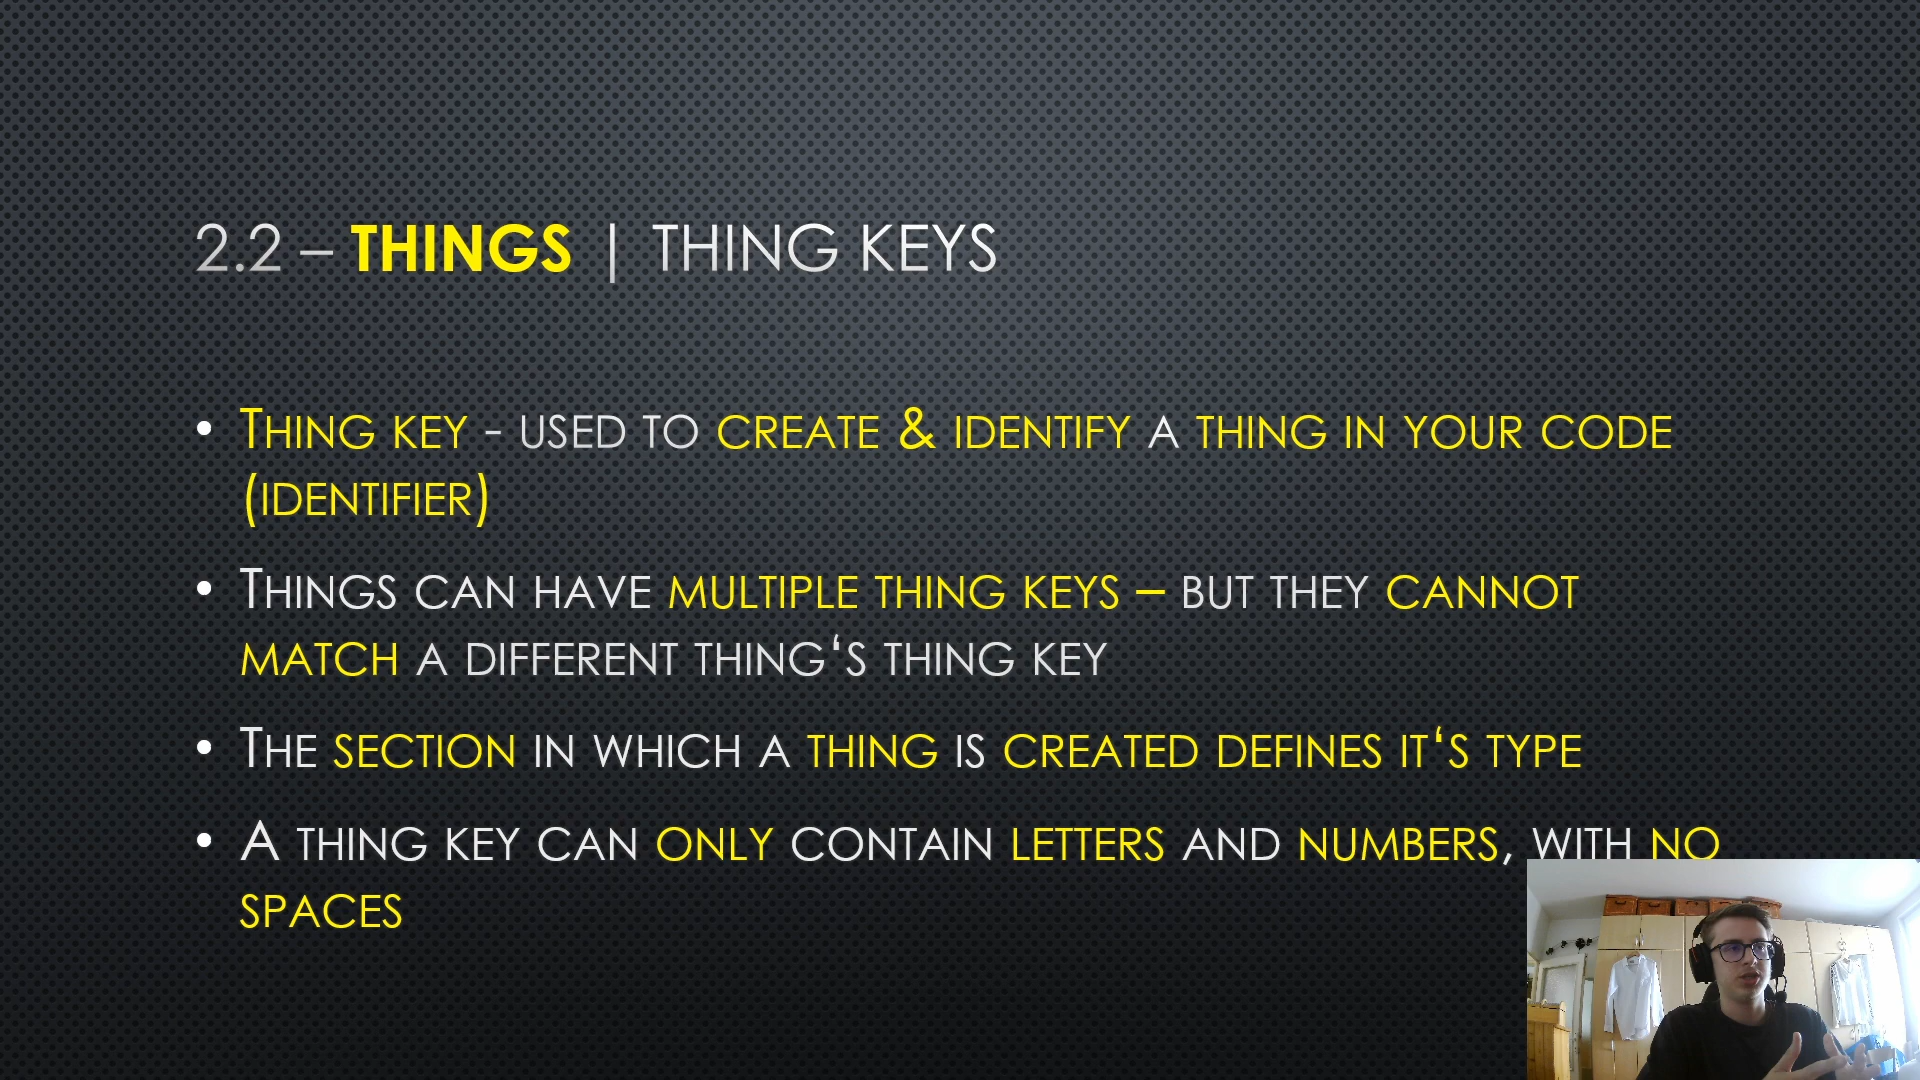 2.2 – THINGS | THING KEYS
• THING KEY - USED TO CREATE & IDENTIFY A THING IN YOUR CODE
(IDENTIFIER)
• THINGS CAN HAVE MULTIPLE THING KEYS – BUT THEY CANNOT
MATCH A DIFFERENT THING‘S THING KEY
• THE SECTION IN WHICH A THING IS CREATED DEFINES IT‘S TYPE
• A THING KEY CAN ONLY CONTAIN LETTERS AND NUMBERS, WITH NO
SPACES